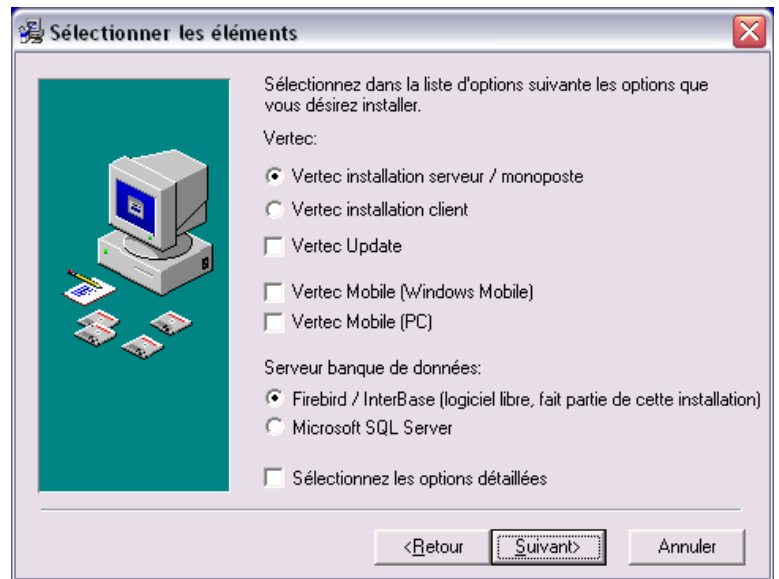 Sélectionner les éléments
Sélectionnez dans la liste d'options suivante les options que
vous désirez installer.
Vertec:
Vertec installation serveur / monoposte
Vertec installation client
Vertec Update
Vertec Mobile (Windows Mobile)
Vertec Mobile (PC)
Serveur banque de données:
Firebird / InterBase (logiciel libre, fait partie de cette installation)
Microsoft SQL Server
Sélectionnez les options détaillées
<Retour
Suivant>
Annuler